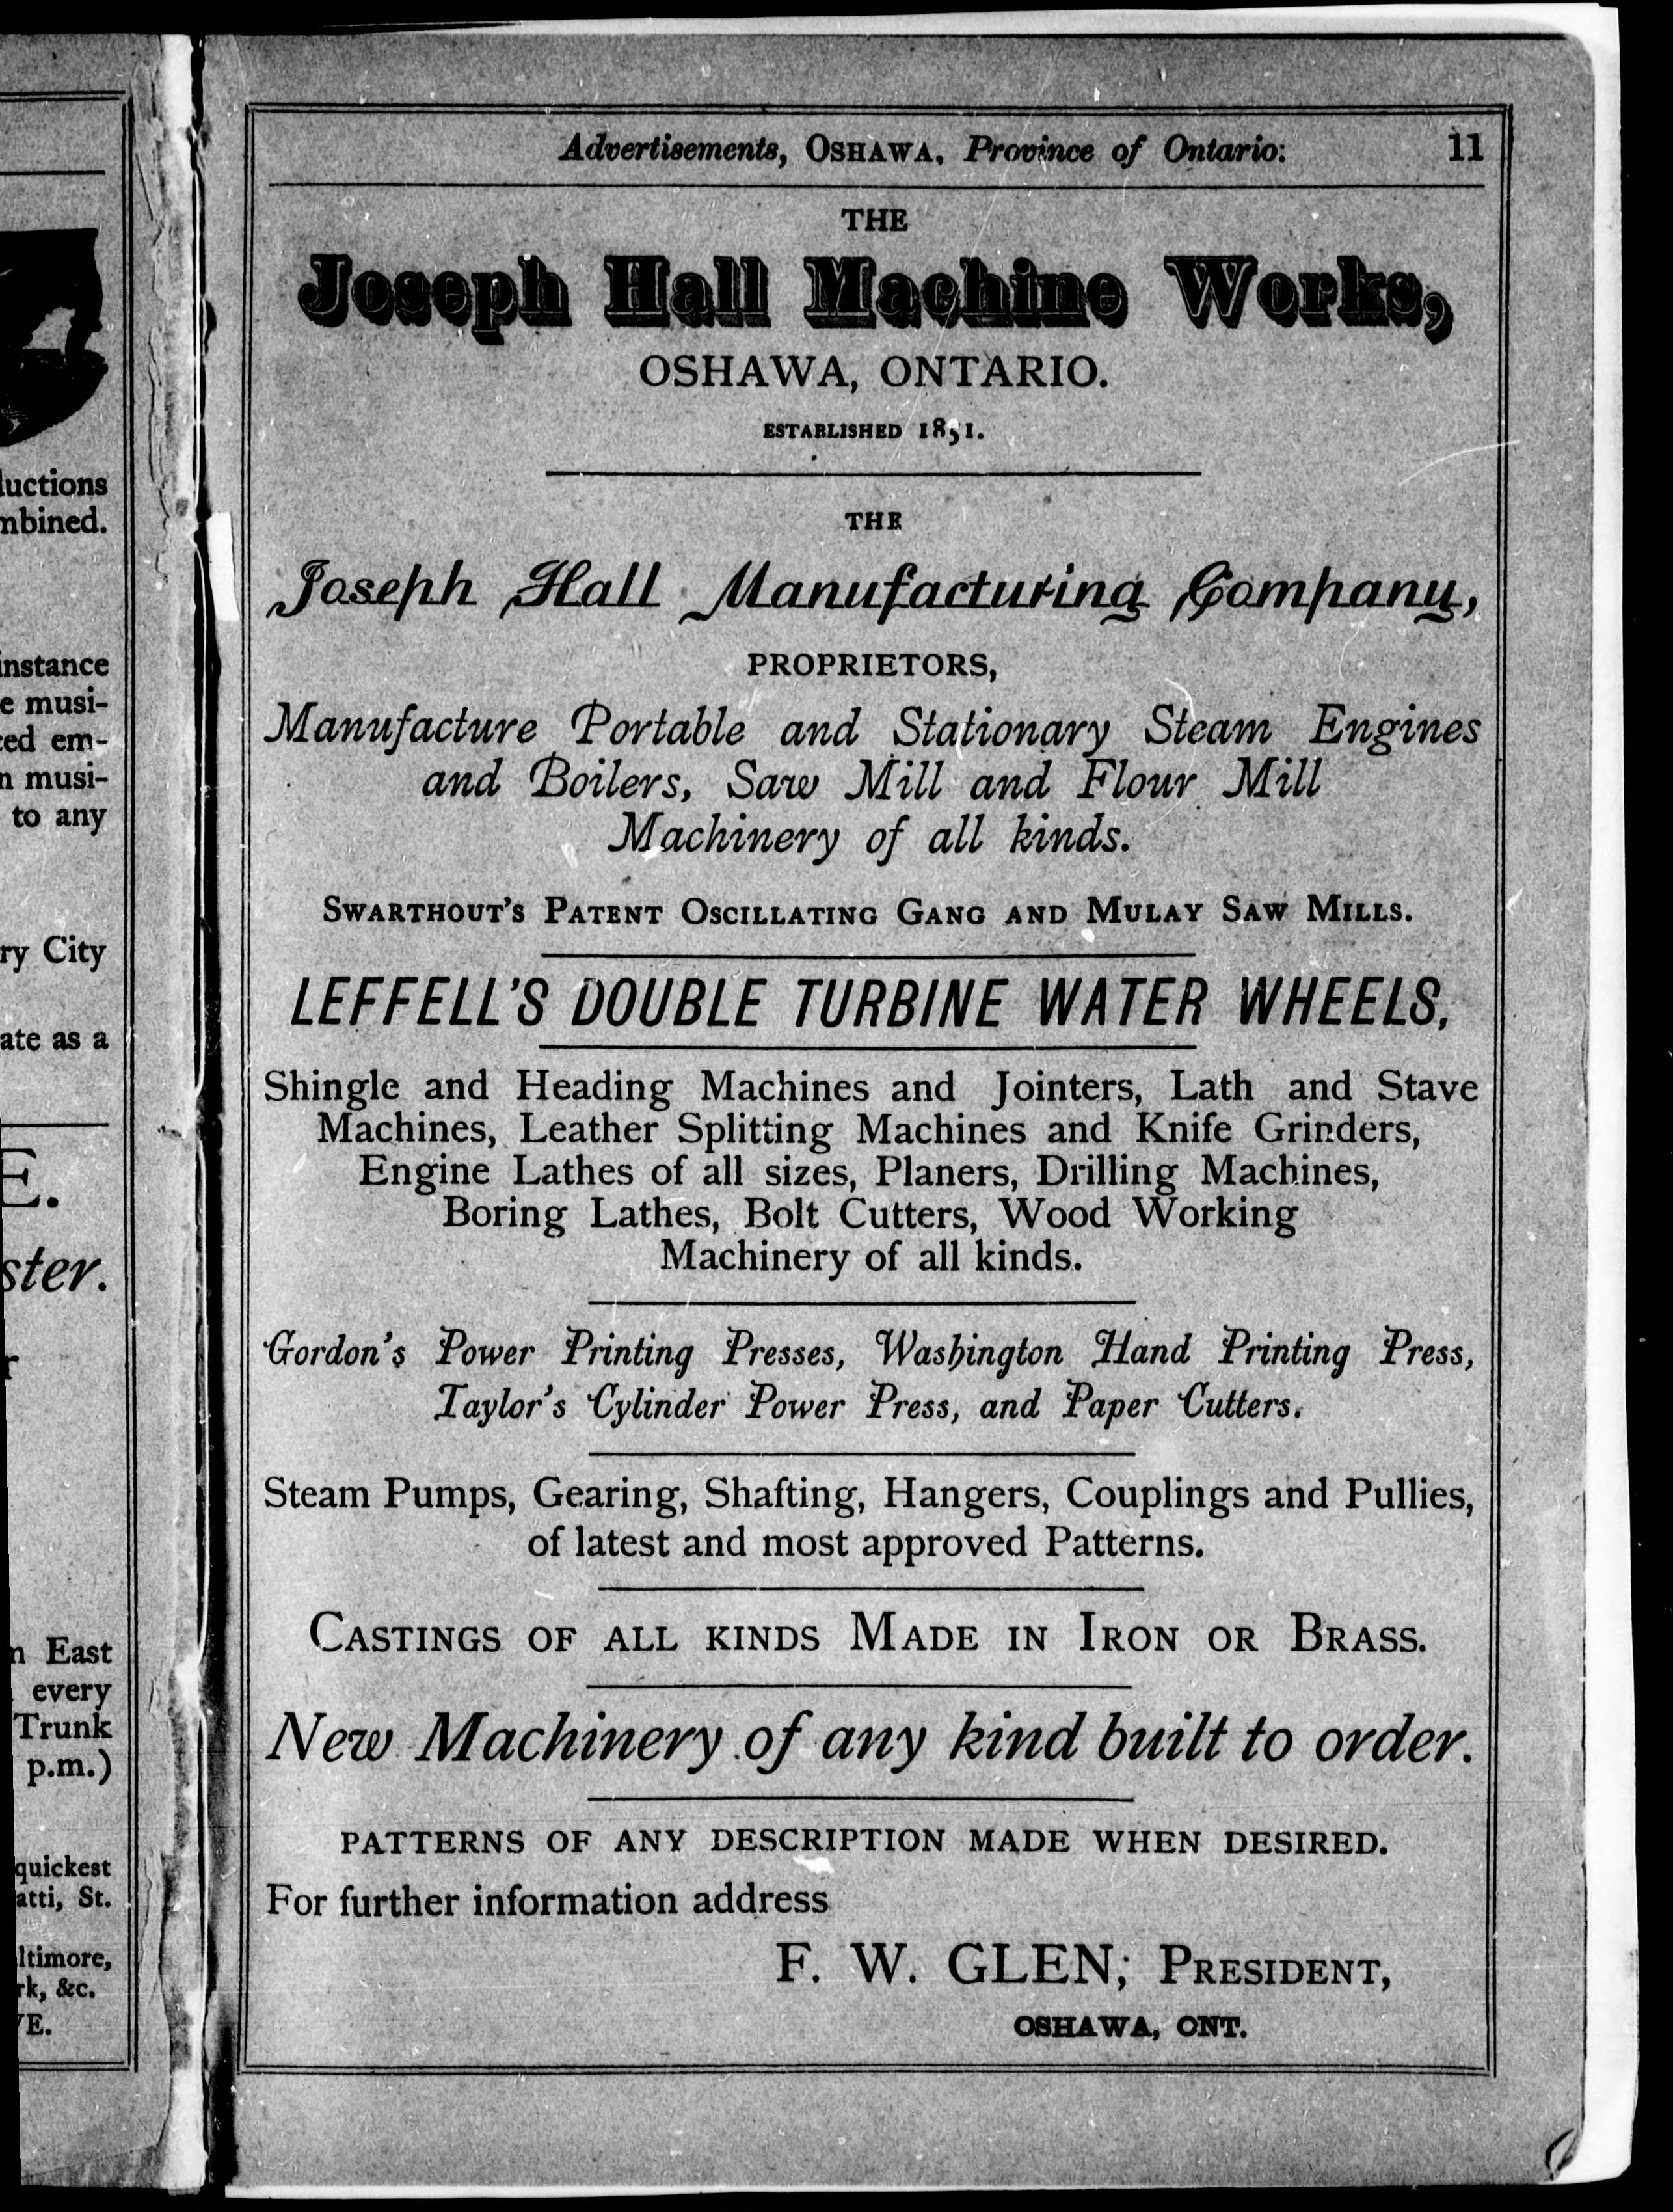 luctions
mbined.
instance
e musi-
ced em-
n musi-
to any
ry City
ate as a
E.
ster.
r
n East
every
Trunk
p.m.)
quickest
atti, St.
ltimore,
rk, &c.
E.
Advertisements, OSHAWA, Province of Ontario: 11
THE
Joseph Hall Machine Works,
OSHAWA, ONTARIO.
ESTABLISHED 1851.
THE
Joseph Hall Manufacturing Company,
PROPRIETORS,
Manufacture Portable and Stationary Steam Engines
and Boilers, Saw Mill and Flour Mill
Machinery of all kinds.
SWARTHOUT'S PATENT OSCILLATING GANG AND MULAY SAW MILLS.
LEFFELL'S DOUBLE TURBINE WATER WHEELS,
Shingle and Heading Machines and Jointers, Lath and Stave
Machines, Leather Splitting Machines and Knife Grinders,
Engine Lathes of all sizes, Planers, Drilling Machines,
Boring Lathes, Bolt Cutters, Wood Working
Machinery of all kinds.
Gordon's Power Printing Presses, Washington Hand Printing Press,
Taylor's Cylinder Power Press, and Paper Cutters.
Steam Pumps, Gearing, Shafting, Hangers, Couplings and Pullies,
of latest and most approved Patterns.
CASTINGS OF ALL KINDS MADE IN IRON OR BRASS.
New Machinery of any kind built to order.
PATTERNS OF ANY DESCRIPTION MADE WHEN DESIRED.
For further information address
F. W. GLEN, PRESIDENT,
OSHAWA, ONT.